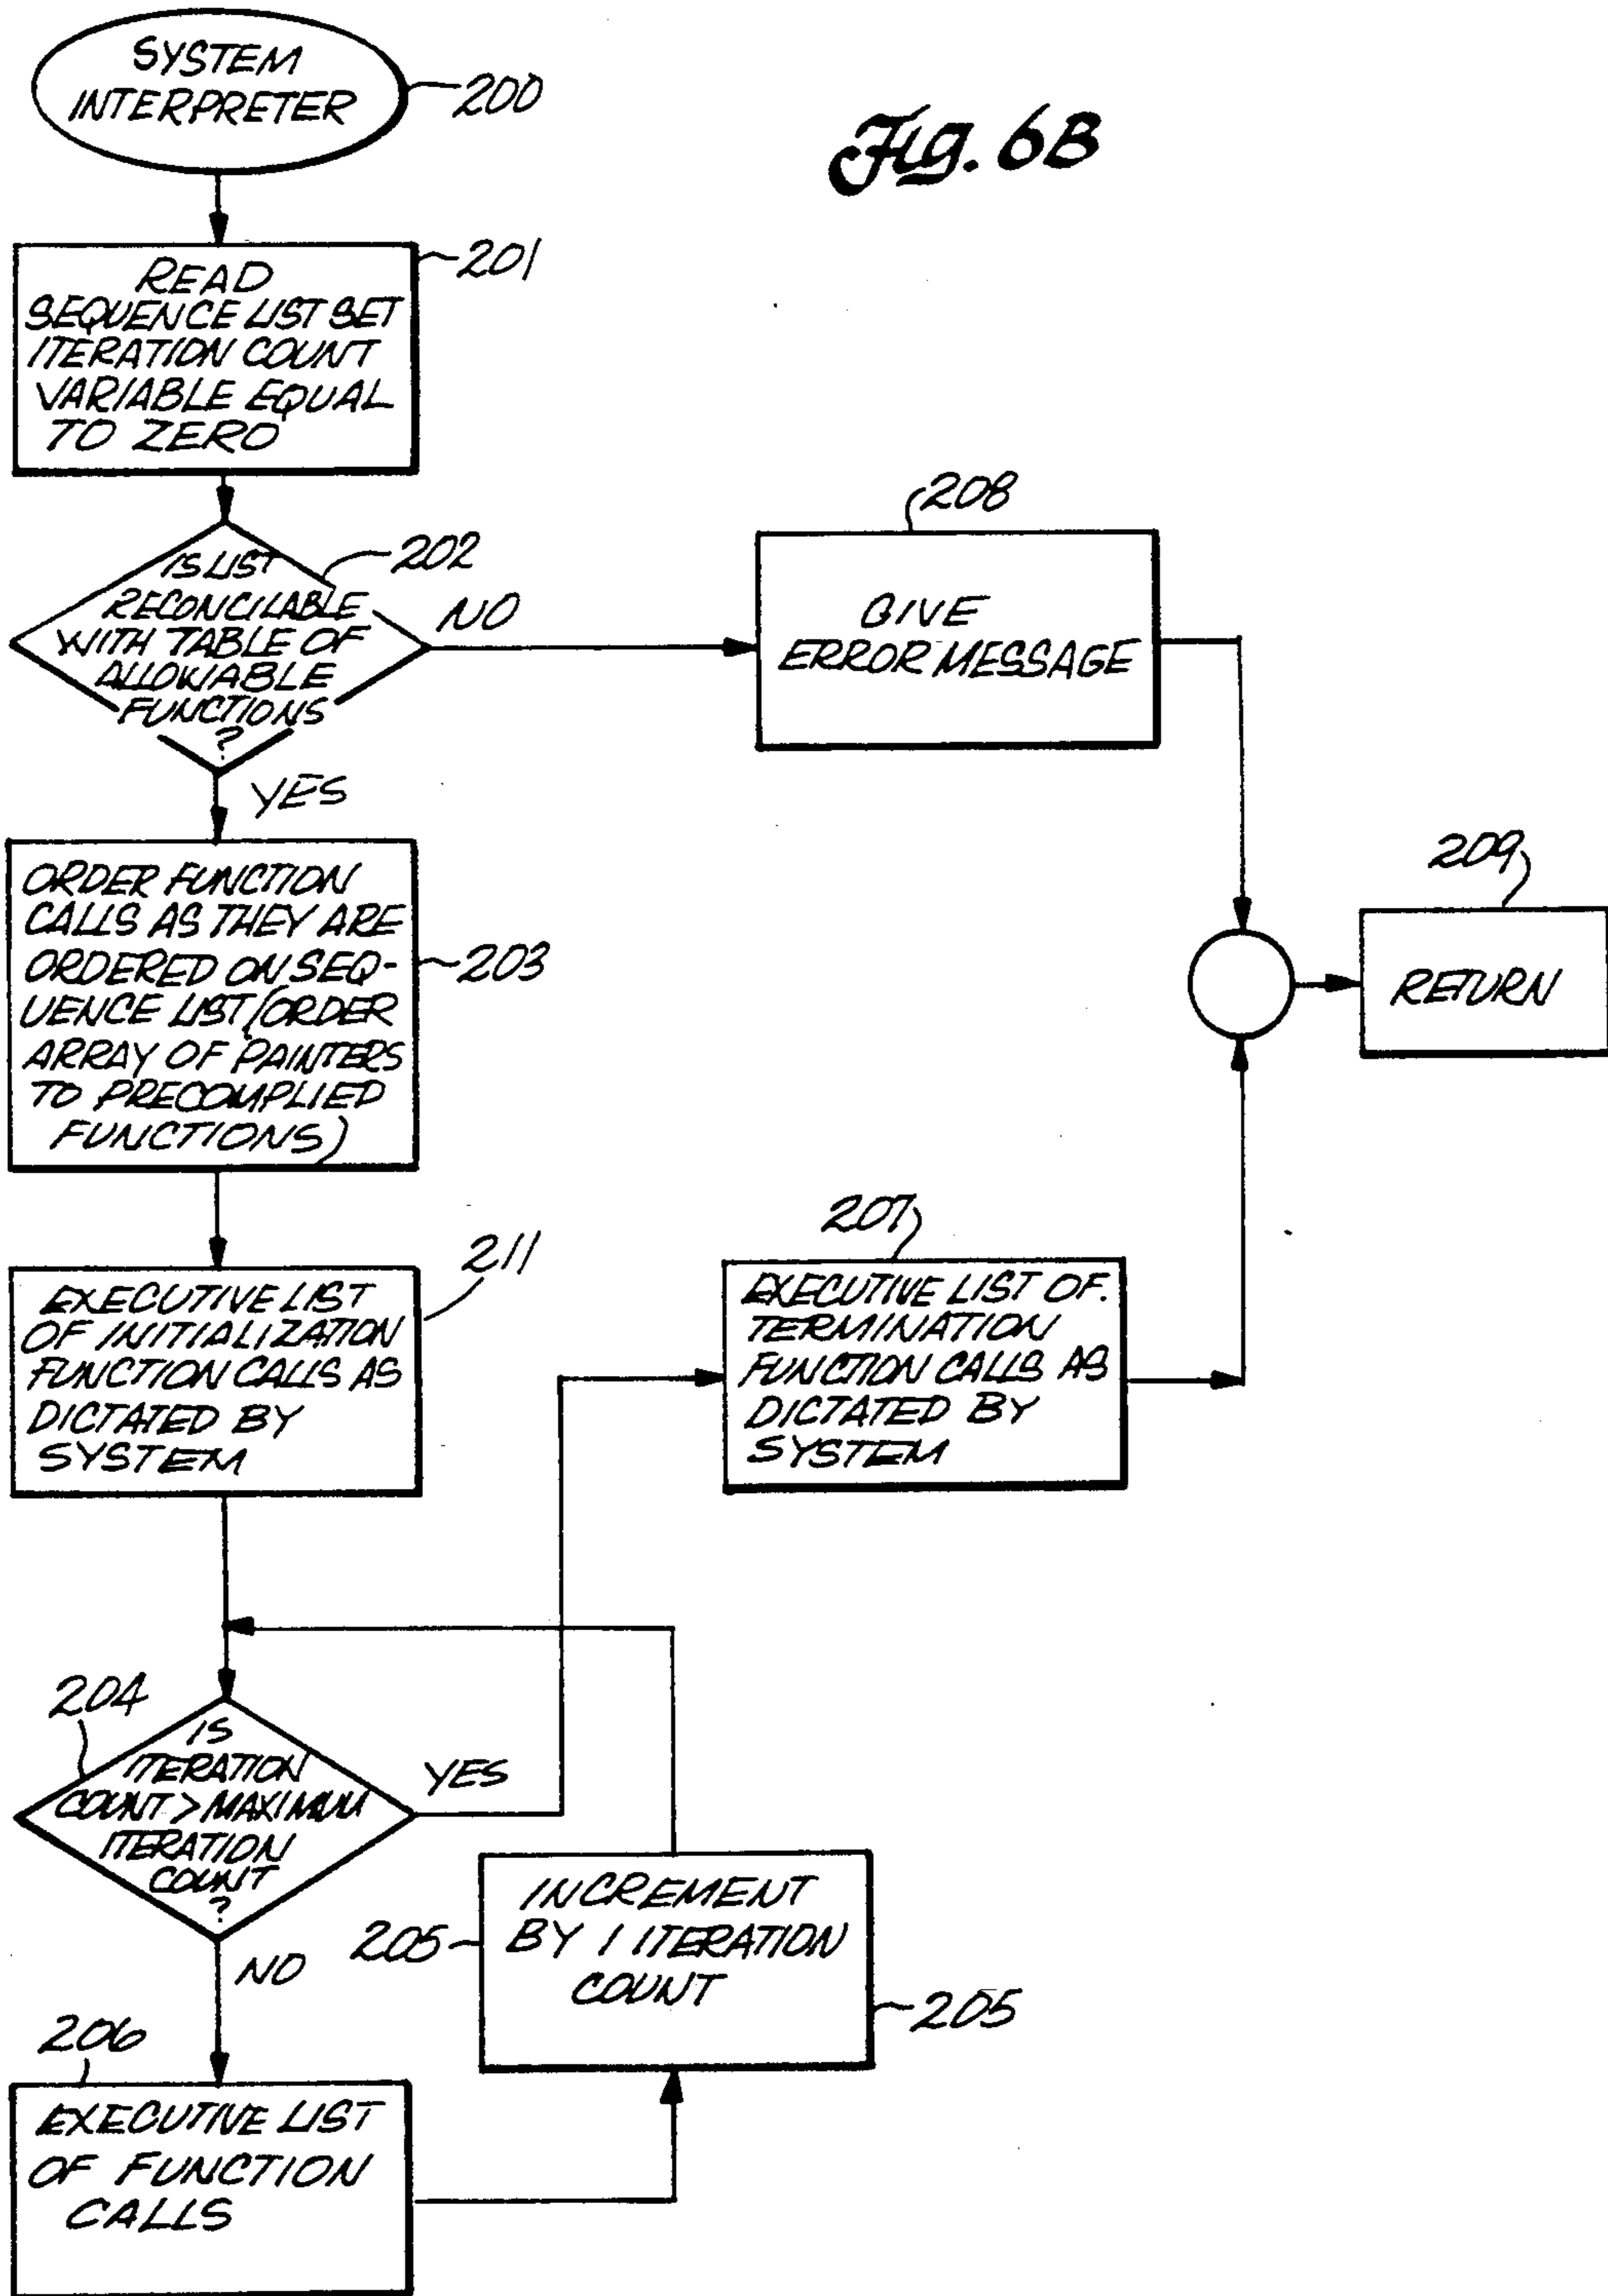 SYSTEM
INTERPRETER
200
Fig. 6B
READ
SEQUENCE LIST SET
ITERATION COUNT
VARIABLE EQUAL
TO ZERO
201
IS LIST
RECONCILABLE
WITH TABLE OF
ALLOWABLE
FUNCTIONS
?
202
NO
YES
208
GIVE
ERROR MESSAGE
209
RETURN
ORDER FUNCTION
CALLS AS THEY ARE
ORDERED ON SEQ-
UENCE LIST (ORDER
ARRAY OF PAINTERS
TO PRECOMPLIED
FUNCTIONS)
203
211
EXECUTIVE LIST
OF INITIALIZATION
FUNCTION CALLS AS
DICTATED BY
SYSTEM
207
EXECUTIVE LIST OF.
TERMINATION
FUNCTION CALLS AS
DICTATED BY
SYSTEM
204
IS
ITERATION
COUNT > MAXIMUM
ITERATION
COUNT
?
YES
NO
205
INCREMENT
BY 1 ITERATION
COUNT
205
206
EXECUTIVE LIST
OF FUNCTION
CALLS